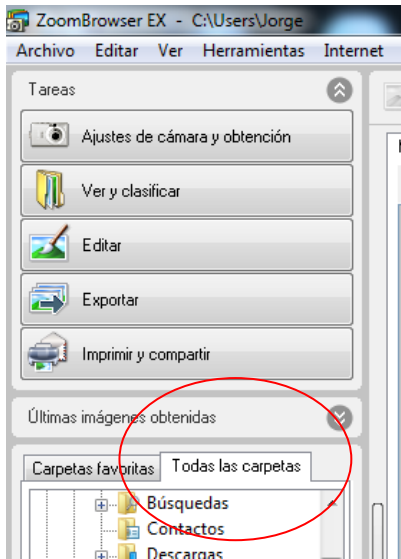 ZoomBrowser EX - C:\Users\Jorge
Archivo Editar Ver Herramientas Internet
Tareas
Ajustes de cámara y obtención
Ver y clasificar
Editar
Exportar
Imprimir y compartir
Últimas imágenes obtenidas
Carpetas favoritas Todas las carpetas
Búsquedas
Contactos
Descargas